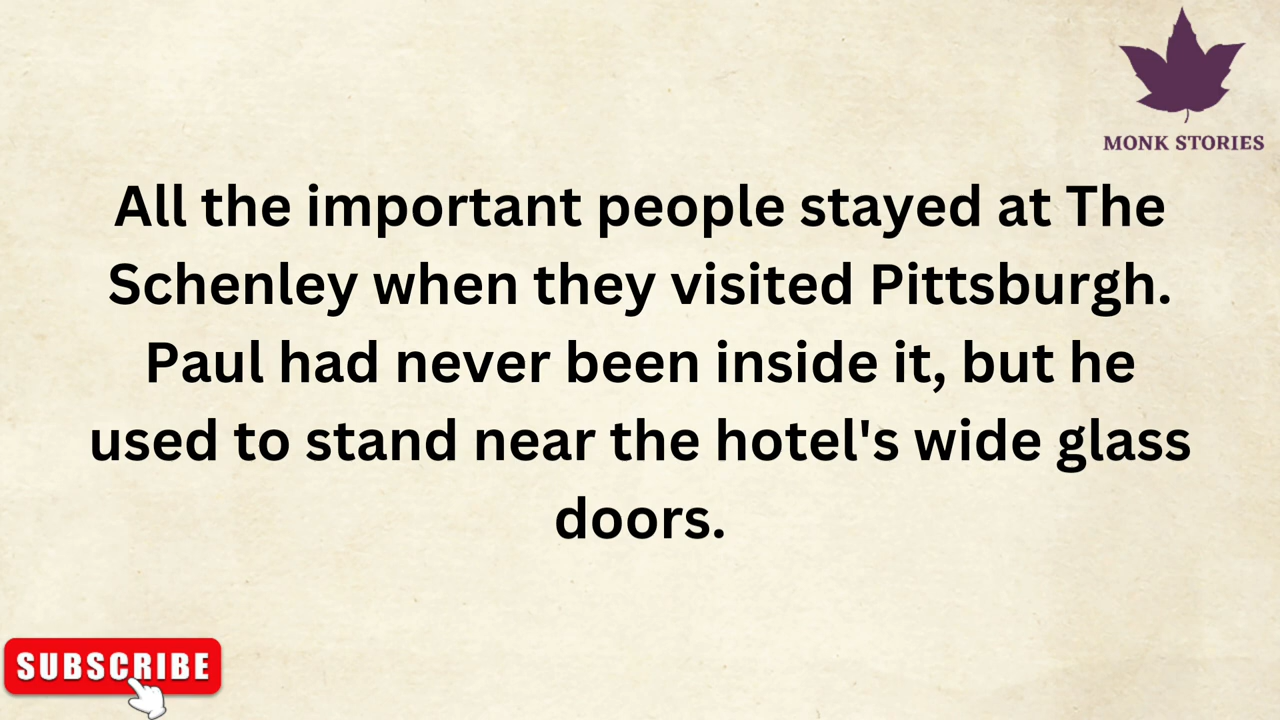 MONK STORIES
All the important people stayed at The
Schenley when they visited Pittsburgh.
Paul had never been inside it, but he
used to stand near the hotel's wide glass
doors.
SUBSCRIBE